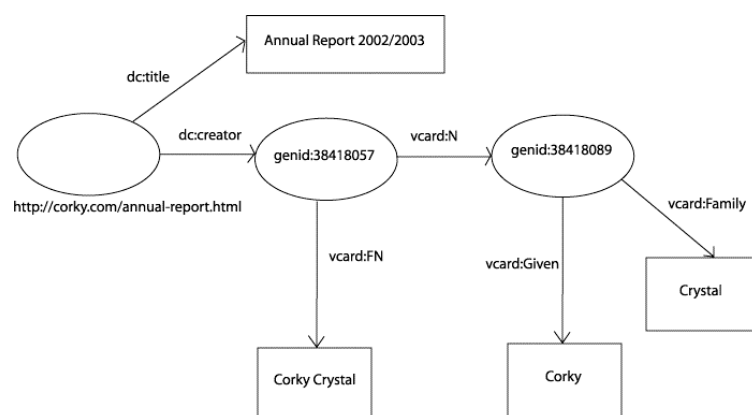 Annual Report 2002/2003
dc:title
dc:creator
genid:38418057
vcard:N
genid:38418089
http://corky.com/annual-report.html
vcard:Family
vcard:FN
vcard:Given
Crystal
Corky Crystal
Corky